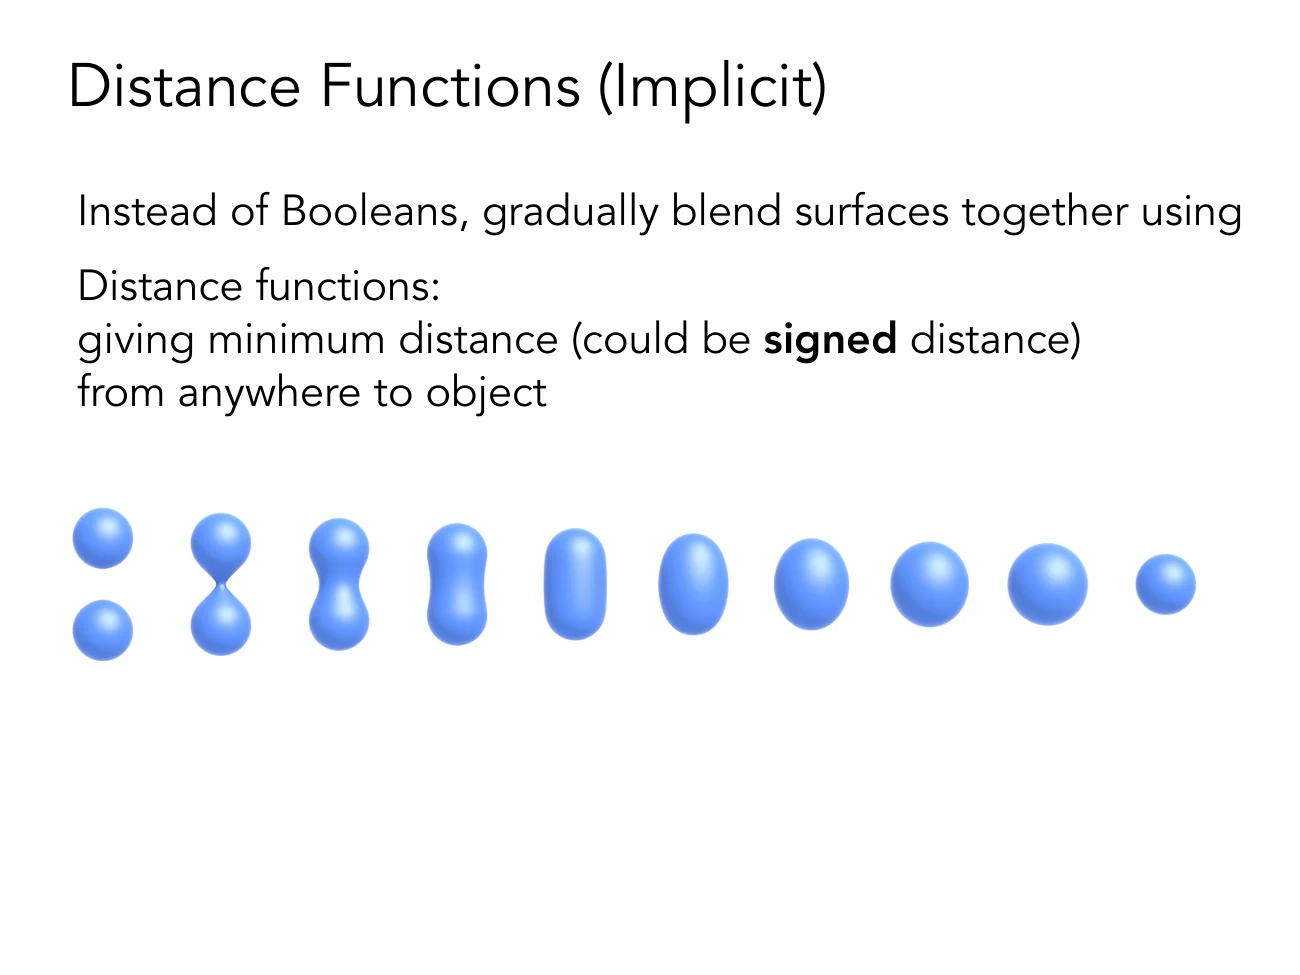 Distance Functions (Implicit)
Instead of Booleans, gradually blend surfaces together using
Distance functions:
giving minimum distance (could be signed distance)
from anywhere to object